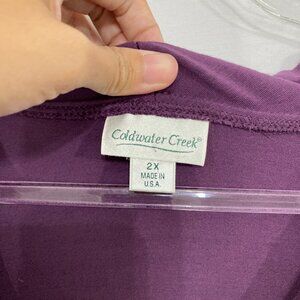 Coldwater Creek®
2X
MADE IN
U.S.A.